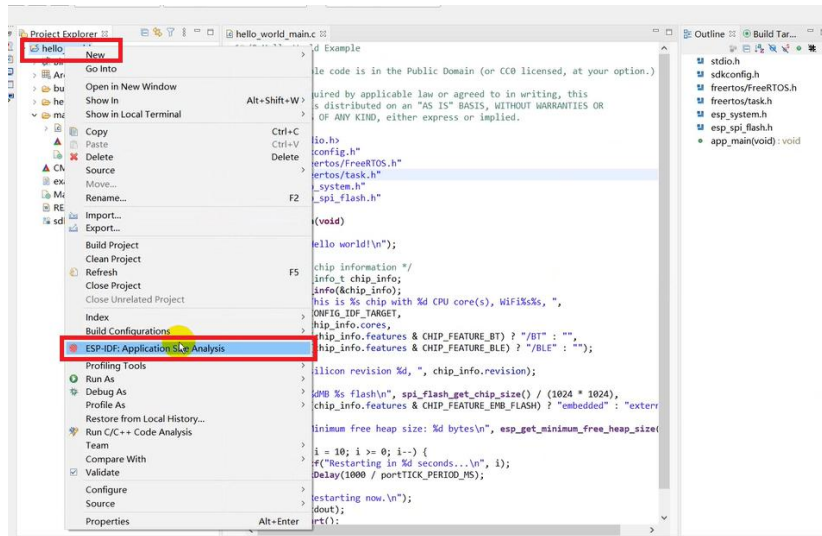 Project Explorer
hello
New
Go Into
Open in New Window
Show In Alt+Shift+W
Show in Local Terminal
Copy Ctrl+C
Paste Ctrl+V
Delete Delete
Source
Move...
Rename... F2
Import...
Export...
Build Project
Clean Project
Refresh F5
Close Project
Close Unrelated Project
Index
Build Configurations
ESP-IDF: Application Size Analysis
Profiling Tools
Run As
Debug As
Profile As
Restore from Local History...
Run C/C++ Code Analysis
Team
Compare With
Validate
Configure
Source
Properties Alt+Enter
hello_world_main.c
Example
le code is in the Public Domain (or CC0 licensed, at your option.)
quired by applicable law or agreed to in writing, this
s distributed on an "AS IS" BASIS, WITHOUT WARRANTIES OR
OF ANY KIND, either express or implied.
io.h>
config.h"
eertos/FreeRTOS.h"
eertos/task.h"
_system.h"
_spi_flash.h"
(void)
ello world!\n");
chip information */
info_t chip_info;
info(&chip_info);
his is %s chip with %d CPU core(s), WiFi%s%s, ",
ONFIG_IDF_TARGET,
hip_info.cores,
hip_info.features & CHIP_FEATURE_BT) ? "/BT" : "",
hip_info.features & CHIP_FEATURE_BLE) ? "/BLE" : "");
silicon revision %d, ", chip_info.revision);
%dMB %s flash\n", spi_flash_get_chip_size() / (1024 * 1024),
(chip_info.features & CHIP_FEATURE_EMB_FLASH) ? "embedded" : "extern
Minimum free heap size: %d bytes\n", esp_get_minimum_free_heap_size(
i = 10; i >= 0; i--) {
f("Restarting in %d seconds...\n", i);
Delay(1000 / portTICK_PERIOD_MS);
Restarting now.\n");
dout);
rt();
Outline
Build Tar...
stdio.h
sdkconfig.h
freertos/FreeRTOS.h
freertos/task.h
esp_system.h
esp_spi_flash.h
app_main(void) : void